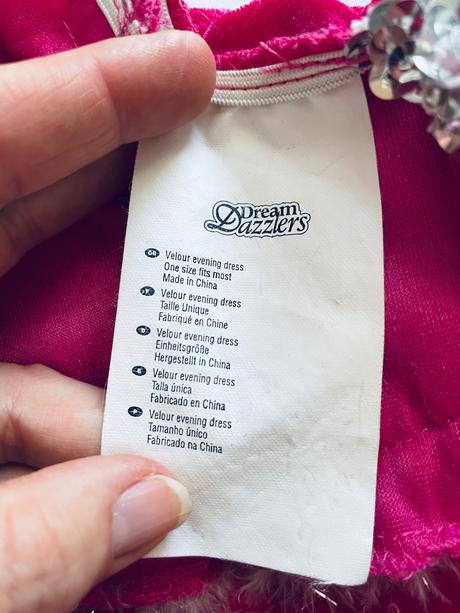 Dream
Dazzlers
GB Velour evening dress
One size fits most
Made in China
F Velour evening dress
Taille Unique
Fabriqué en Chine
D Velour evening dress
Einheitsgröße
Hergestellt in China
E Velour evening dress
Talla única
Fabricado en China
P Velour evening dress
Tamanho único
Fabricado na China